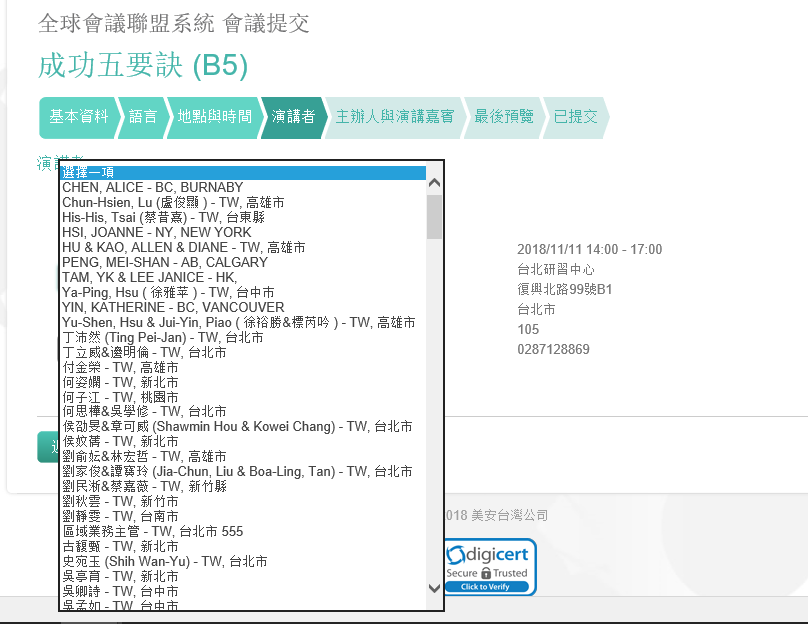 全球會議聯盟系統 會議提交
成功五要訣 (B5)
基本資料 語言 地點與時間 演講者 主辦人與演講嘉賓 最後預覽 已提交
選擇一項
CHEN, ALICE - BC, BURNABY
Chun-Hsien, Lu (盧俊顯 ) - TW, 高雄市
His-His, Tsai (蔡昔熹) - TW, 台東縣
HSI, JOANNE - NY, NEW YORK
HU & KAO, ALLEN & DIANE - TW, 高雄市
PENG, MEI-SHAN - AB, CALGARY
TAM, YK & LEE JANICE - HK,
Ya-Ping, Hsu ( 徐雅苹 ) - TW, 台中市
YIN, KATHERINE - BC, VANCOUVER
Yu-Shen, Hsu & Jui-Yin, Piao ( 徐裕勝&標芮吟 ) - TW, 高雄市
丁沛然 (Ting Pei-Jan) - TW, 台北市
丁立威&邊明倫 - TW, 台北市
付金榮 - TW, 高雄市
何姿嫻 - TW, 新北市
何子江 - TW, 桃園市
何思樺&吳學修 - TW, 台北市
侯劭旻&章可威 (Shawmin Hou & Kowei Chang) - TW, 台北市
侯妏菁 - TW, 新北市
劉俞妘&林宏哲 - TW, 高雄市
劉家俊&譚寶玲 (Jia-Chun, Liu & Boa-Ling, Tan) - TW, 台北市
劉民淅&蔡嘉薇 - TW, 新竹縣
劉秋雲 - TW, 新竹市
劉靜雯 - TW, 台南市
區域業務主管 - TW, 台北市 555
古馥甄 - TW, 新北市
史宛玉 (Shih Wan-Yu) - TW, 台北市
吳亭育 - TW, 新北市
吳卿詩 - TW, 台中市
吳孟如 - TW, 台中市
2018/11/11 14:00 - 17:00
台北研習中心
復興北路99號B1
台北市
105
0287128869
018 美安台灣公司
digicert
Secure Trusted
Click to Verify